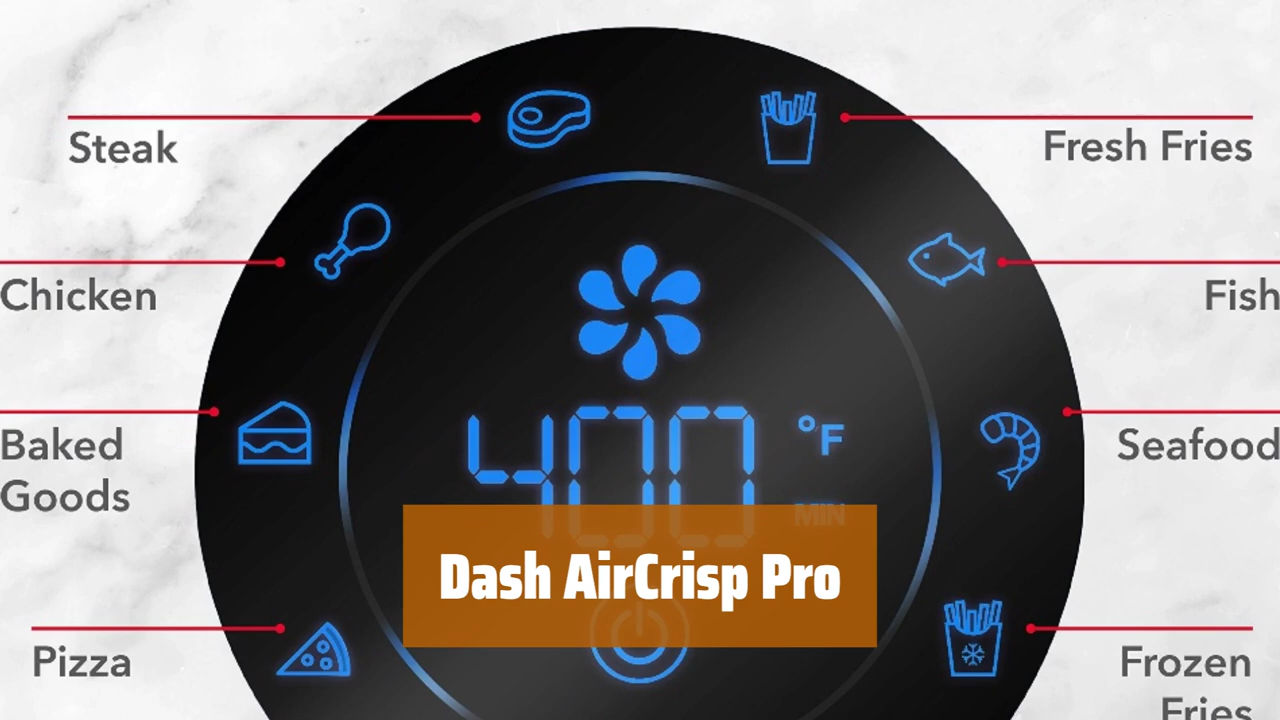 Steak
Fresh Fries
Chicken
Fish
Baked
Goods
Seafood
400 °F
MIN
Dash AirCrisp Pro
Pizza
Frozen
Fries